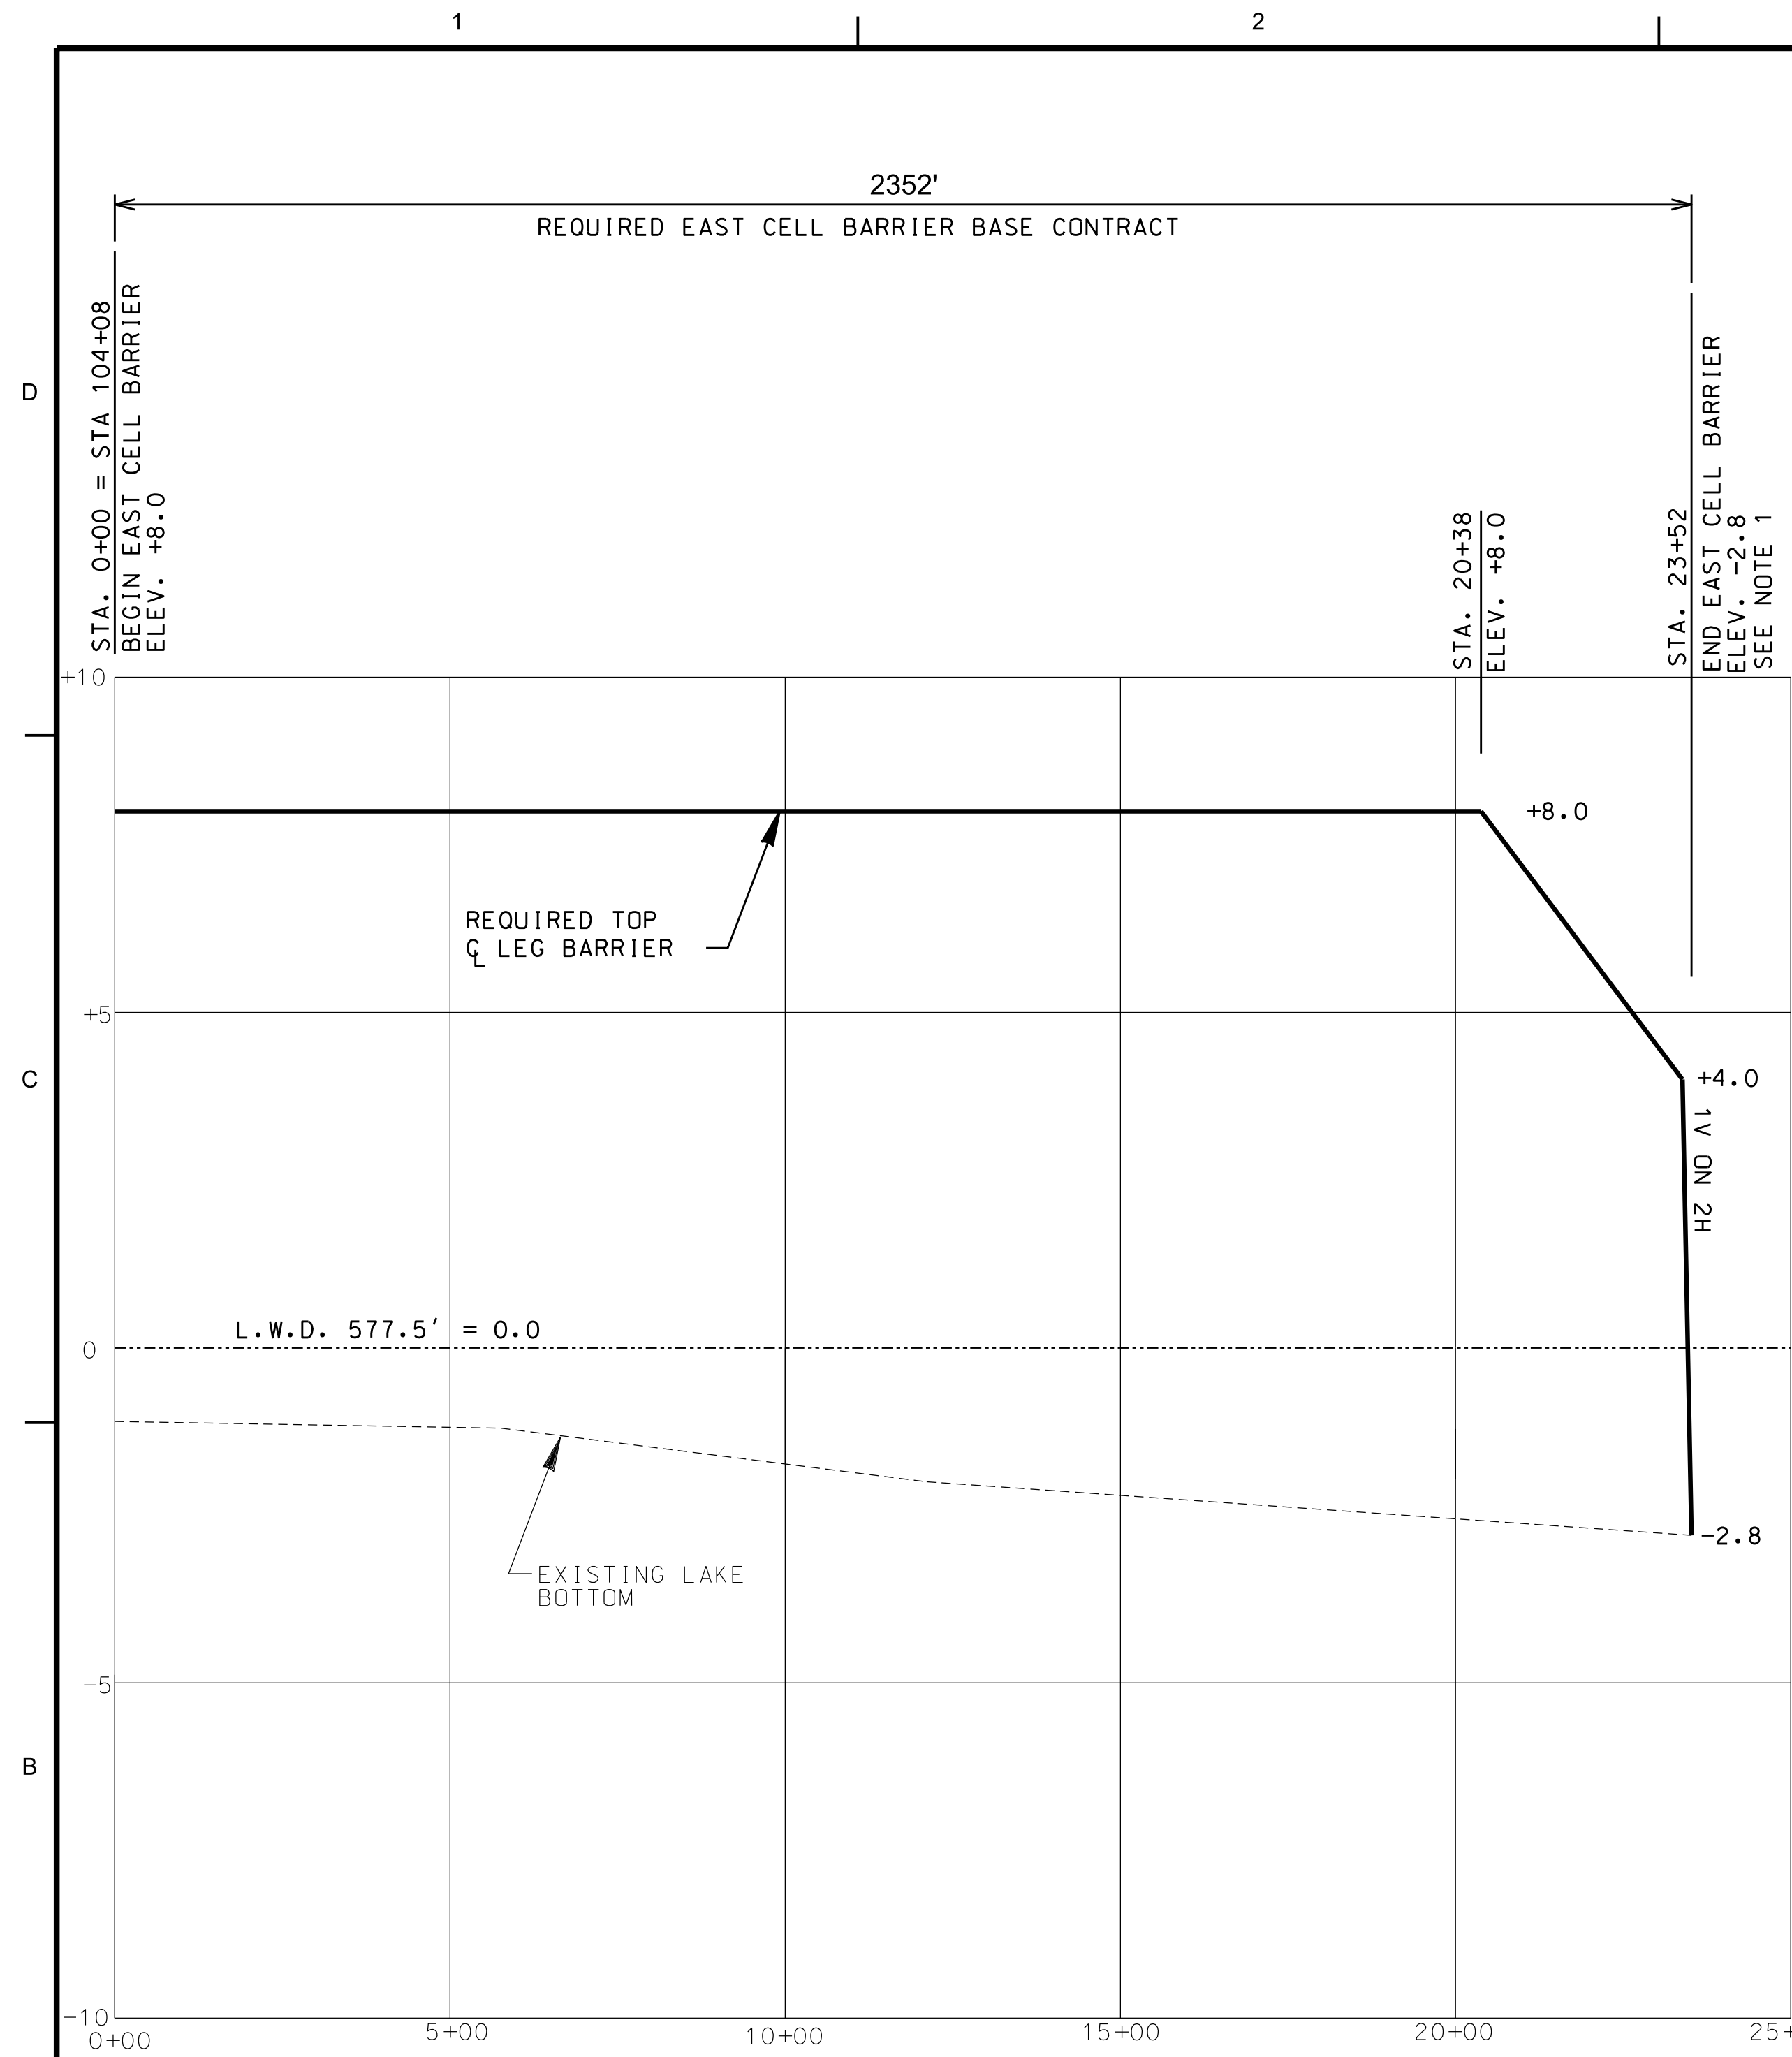 1
2
2352'
REQUIRED EAST CELL BARRIER BASE CONTRACT
STA. 0+00 = STA 104+08
BEGIN EAST CELL BARRIER
ELEV. +8.0
STA. 20+38
ELEV. +8.0
STA. 23+52
END EAST CELL BARRIER
ELEV. -2.8
SEE NOTE 1
D
+10
+8.0
REQUIRED TOP
℄ LEG BARRIER
+5
C
+4.0
1V ON 2H
L.W.D. 577.5' = 0.0
0
-2.8
EXISTING LAKE
BOTTOM
-5
B
-10
0+00
5+00
10+00
15+00
20+00
25+